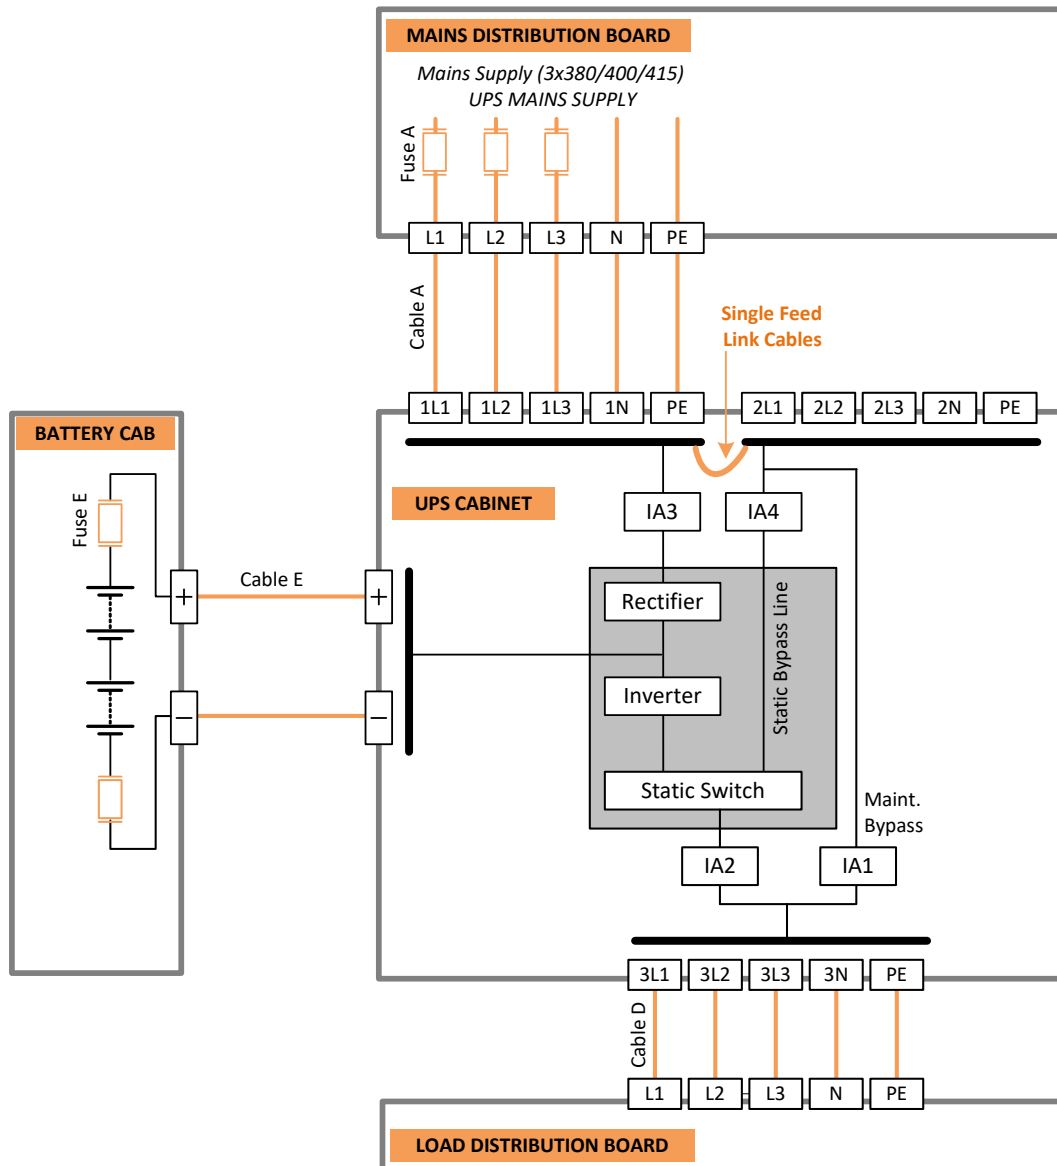 MAINS DISTRIBUTION BOARD
Mains Supply (3x380/400/415)
UPS MAINS SUPPLY
Fuse A
L1
L2
L3
N
PE
Cable A
Single Feed
Link Cables
1L1
1L2
1L3
1N
PE
2L1
2L2
2L3
2N
PE
BATTERY CAB
UPS CABINET
Fuse E
IA3
IA4
Cable E
+
+
Rectifier
Static Bypass Line
Inverter
−
−
Static Switch
Maint.
Bypass
IA2
IA1
3L1
3L2
3L3
3N
PE
Cable D
L1
L2
L3
N
PE
LOAD DISTRIBUTION BOARD